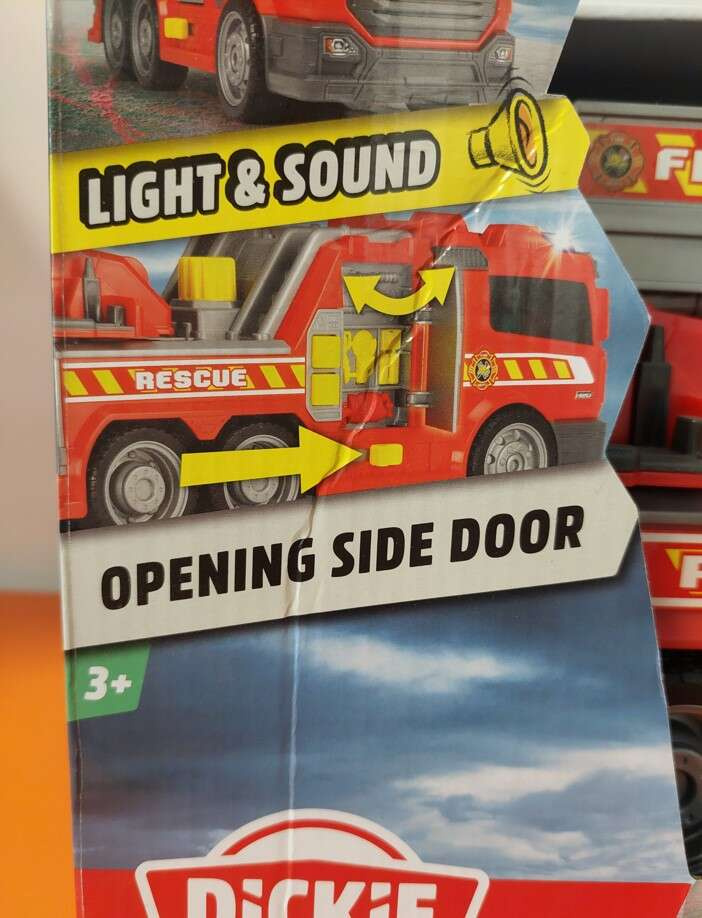 LIGHT & SOUND
RESCUE
OPENING SIDE DOOR
3+
DICKIE